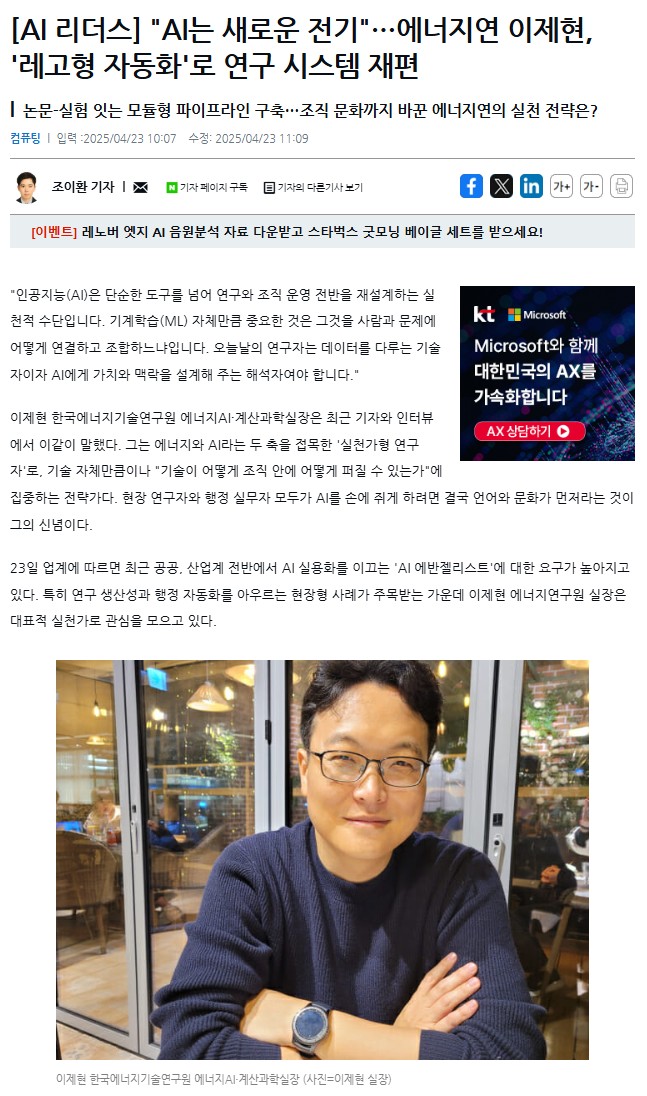 [AI 리더스] "AI는 새로운 전기"…에너지연 이제현,
'레고형 자동화'로 연구 시스템 재편
논문-실험 잇는 모듈형 파이프라인 구축…조직 문화까지 바꾼 에너지연의 실천 전략은?
컴퓨팅 | 입력 :2025/04/23 10:07 수정: 2025/04/23 11:09
조이환 기자 | N 기자 페이지 구독 기자의 다른기사 보기
f X in 가+ 가-
[이벤트] 레노버 엣지 AI 음원분석 자료 다운받고 스타벅스 굿모닝 베이글 세트를 받으세요!
"인공지능(AI)은 단순한 도구를 넘어 연구와 조직 운영 전반을 재설계하는 실
천적 수단입니다. 기계학습(ML) 자체만큼 중요한 것은 그것을 사람과 문제에
어떻게 연결하고 조합하느냐입니다. 오늘날의 연구자는 데이터를 다루는 기술
자이자 AI에게 가치와 맥락을 설계해 주는 해석자여야 합니다."
kt Microsoft
Microsoft와 함께
대한민국의 AX를
가속화합니다
AX 상담하기
이제현 한국에너지기술연구원 에너지AI·계산과학실장은 최근 기자와 인터뷰
에서 이같이 말했다. 그는 에너지와 AI라는 두 축을 접목한 '실천가형 연구
자'로, 기술 자체만큼이나 "기술이 어떻게 조직 안에 어떻게 퍼질 수 있는가"에
집중하는 전략가다. 현장 연구자와 행정 실무자 모두가 AI를 손에 쥐게 하려면 결국 언어와 문화가 먼저라는 것이
그의 신념이다.
23일 업계에 따르면 최근 공공, 산업계 전반에서 AI 실용화를 이끄는 'AI 에반젤리스트'에 대한 요구가 높아지고
있다. 특히 연구 생산성과 행정 자동화를 아우르는 현장형 사례가 주목받는 가운데 이제현 에너지연구원 실장은
대표적 실천가로 관심을 모으고 있다.
이제현 한국에너지기술연구원 에너지AI·계산과학실장 (사진=이제현 실장)